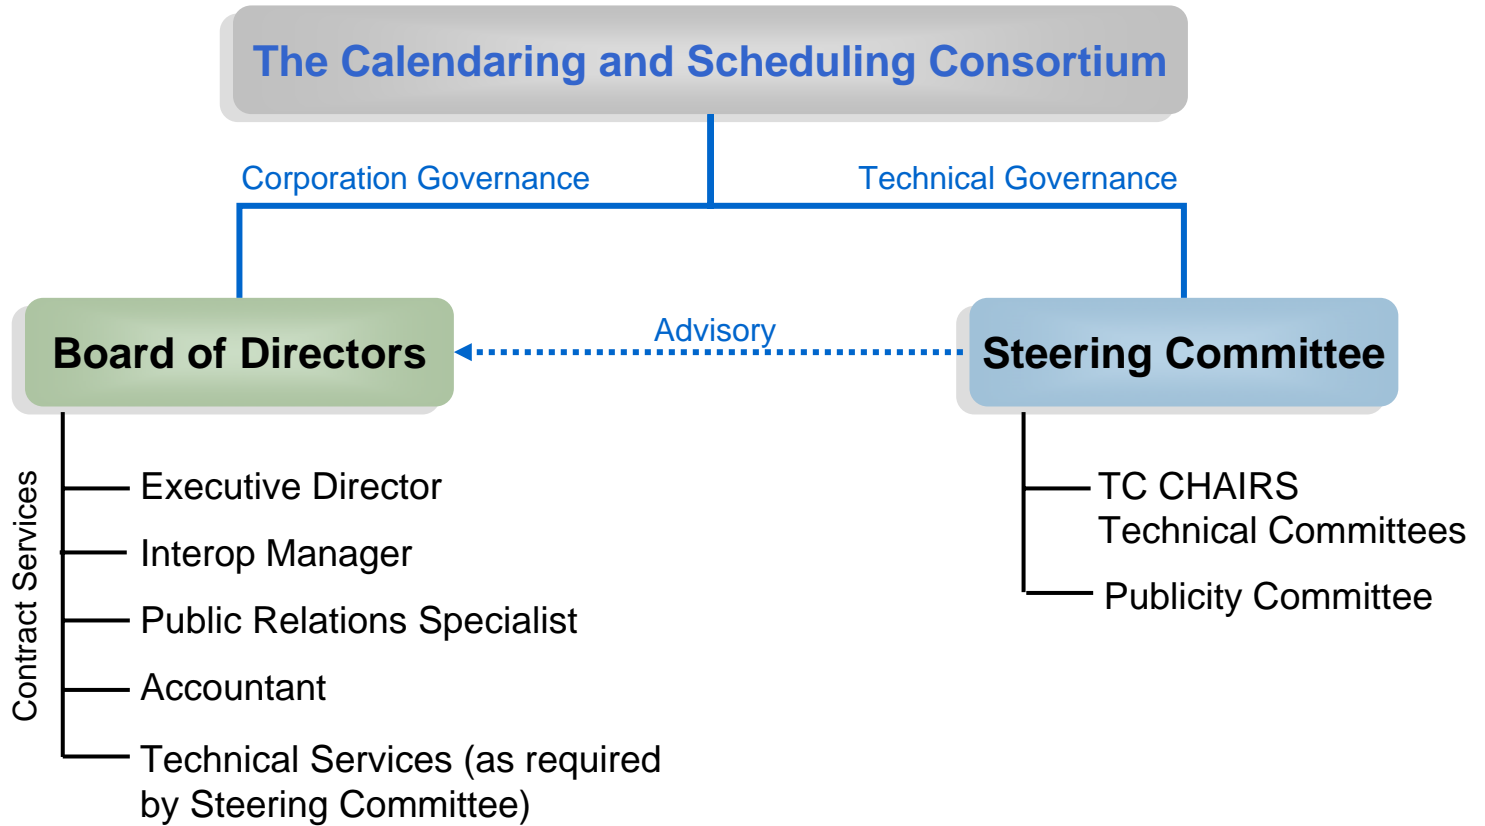 The Calendaring and Scheduling Consortium
Corporation Governance
Technical Governance
Board of Directors
Advisory
Steering Committee
Contract Services
Executive Director
Interop Manager
Public Relations Specialist
Accountant
Technical Services (as required
by Steering Committee)
TC CHAIRS
Technical Committees
Publicity Committee